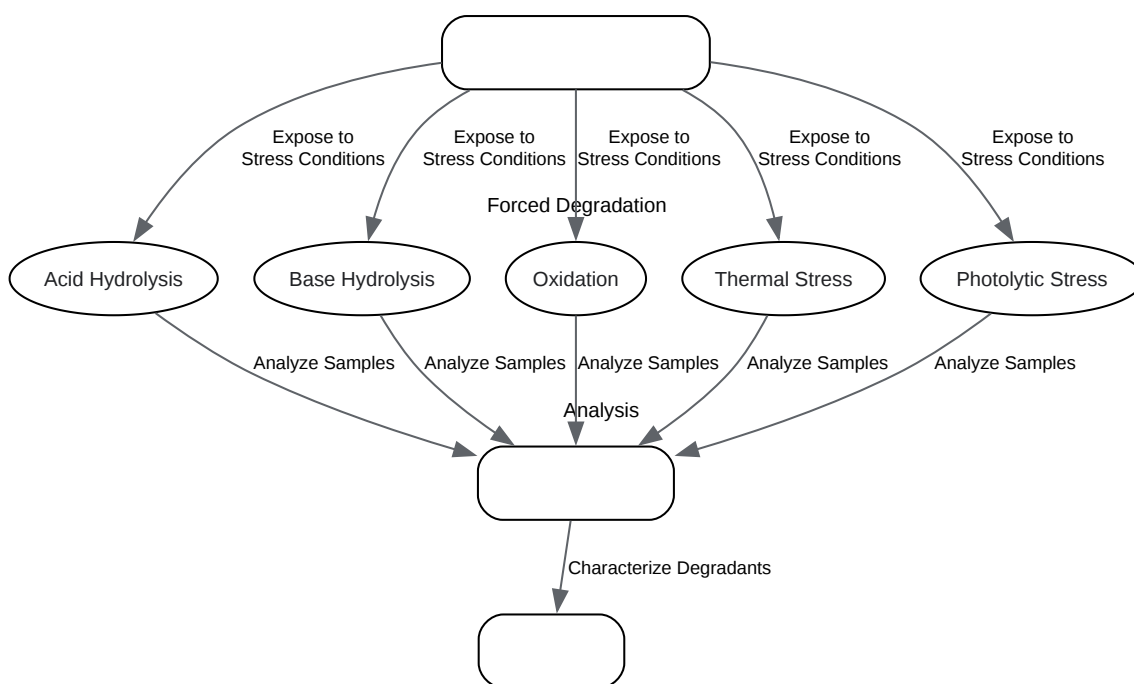 Expose to
Stress Conditions
Expose to
Stress Conditions
Expose to
Stress Conditions
Expose to
Stress Conditions
Expose to
Stress Conditions
Forced Degradation
Acid Hydrolysis
Base Hydrolysis
Oxidation
Thermal Stress
Photolytic Stress
Analyze Samples
Analyze Samples
Analyze Samples
Analyze Samples
Analyze Samples
Analysis
Characterize Degradants